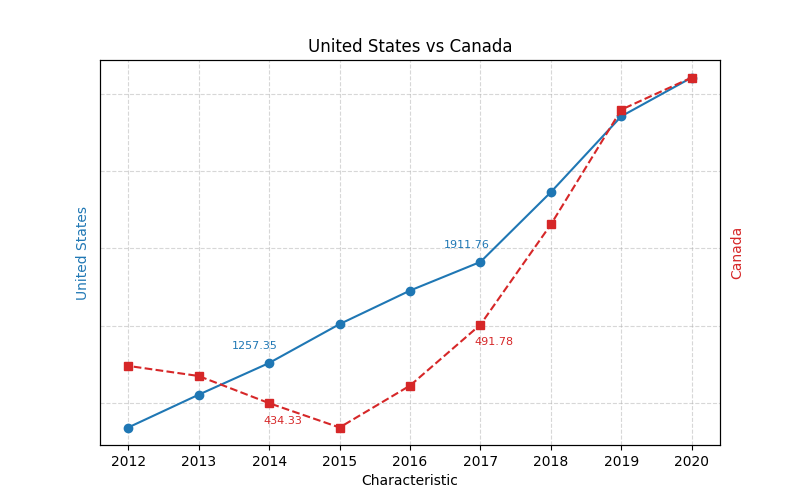 United States vs Canada
United States
Canada
1911.76
1257.35
491.78
434.33
2012 2013 2014 2015 2016 2017 2018 2019 2020
Characteristic